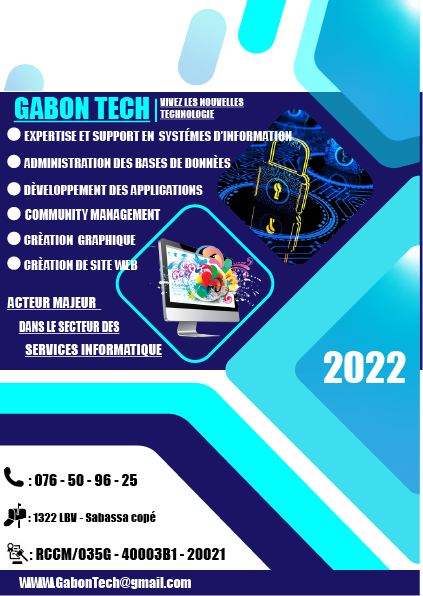 GABON TECH
VIVEZ LES NOUVELLES
TECHNOLOGIE
EXPERTISE ET SUPPORT EN SYSTÉMES D'INFORMATION
ADMINISTRATION DES BASES DE DONNÈES
DÈVELOPPEMENT DES APPLICATIONS
COMMUNITY MANAGEMENT
CRÈATION GRAPHIQUE
CRÈATION DE SITE WEB
ACTEUR MAJEUR
DANS LE SECTEUR DES
SERVICES INFORMATIQUE
2022
: 076 - 50 - 96 - 25
: 1322 LBV - Sabassa copé
: RCCM/035G - 40003B1 - 20021
WWW.GabonTech@gmail.com